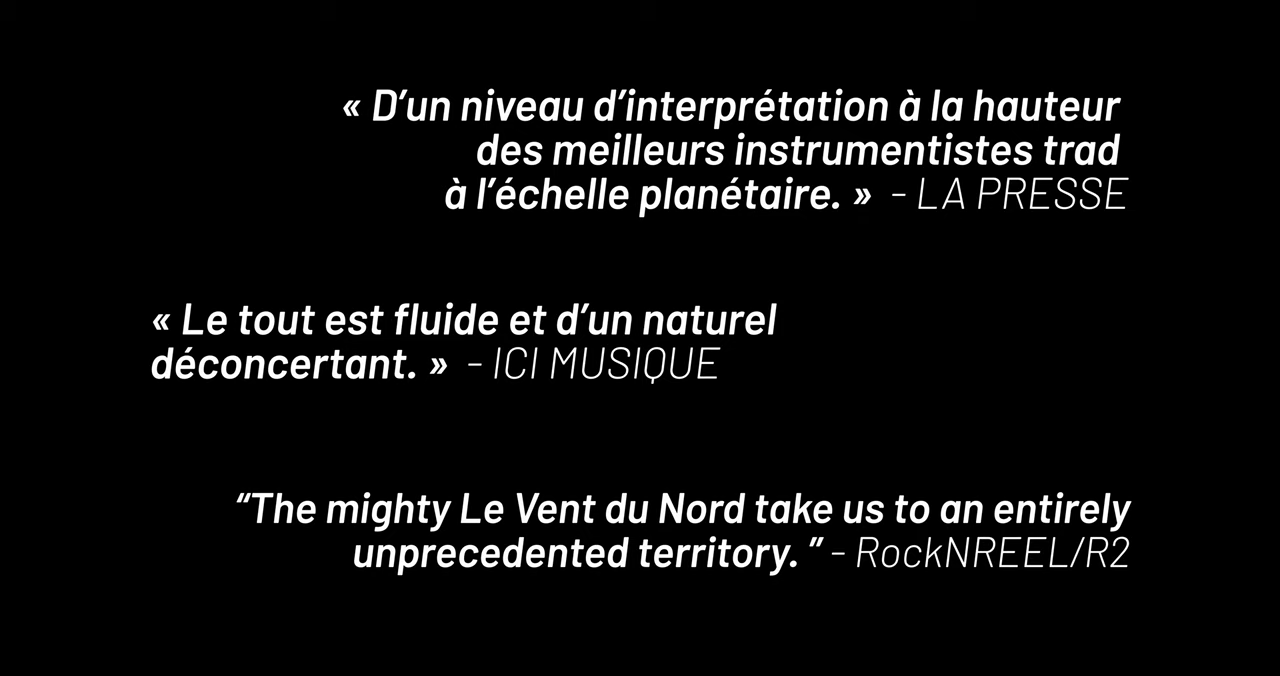 « D’un niveau d’interprétation à la hauteur
des meilleurs instrumentistes trad
à l’échelle planétaire. » - LA PRESSE
« Le tout est fluide et d’un naturel
déconcertant. » - ICI MUSIQUE
“The mighty Le Vent du Nord take us to an entirely
unprecedented territory. ” - RockNREEL/R2